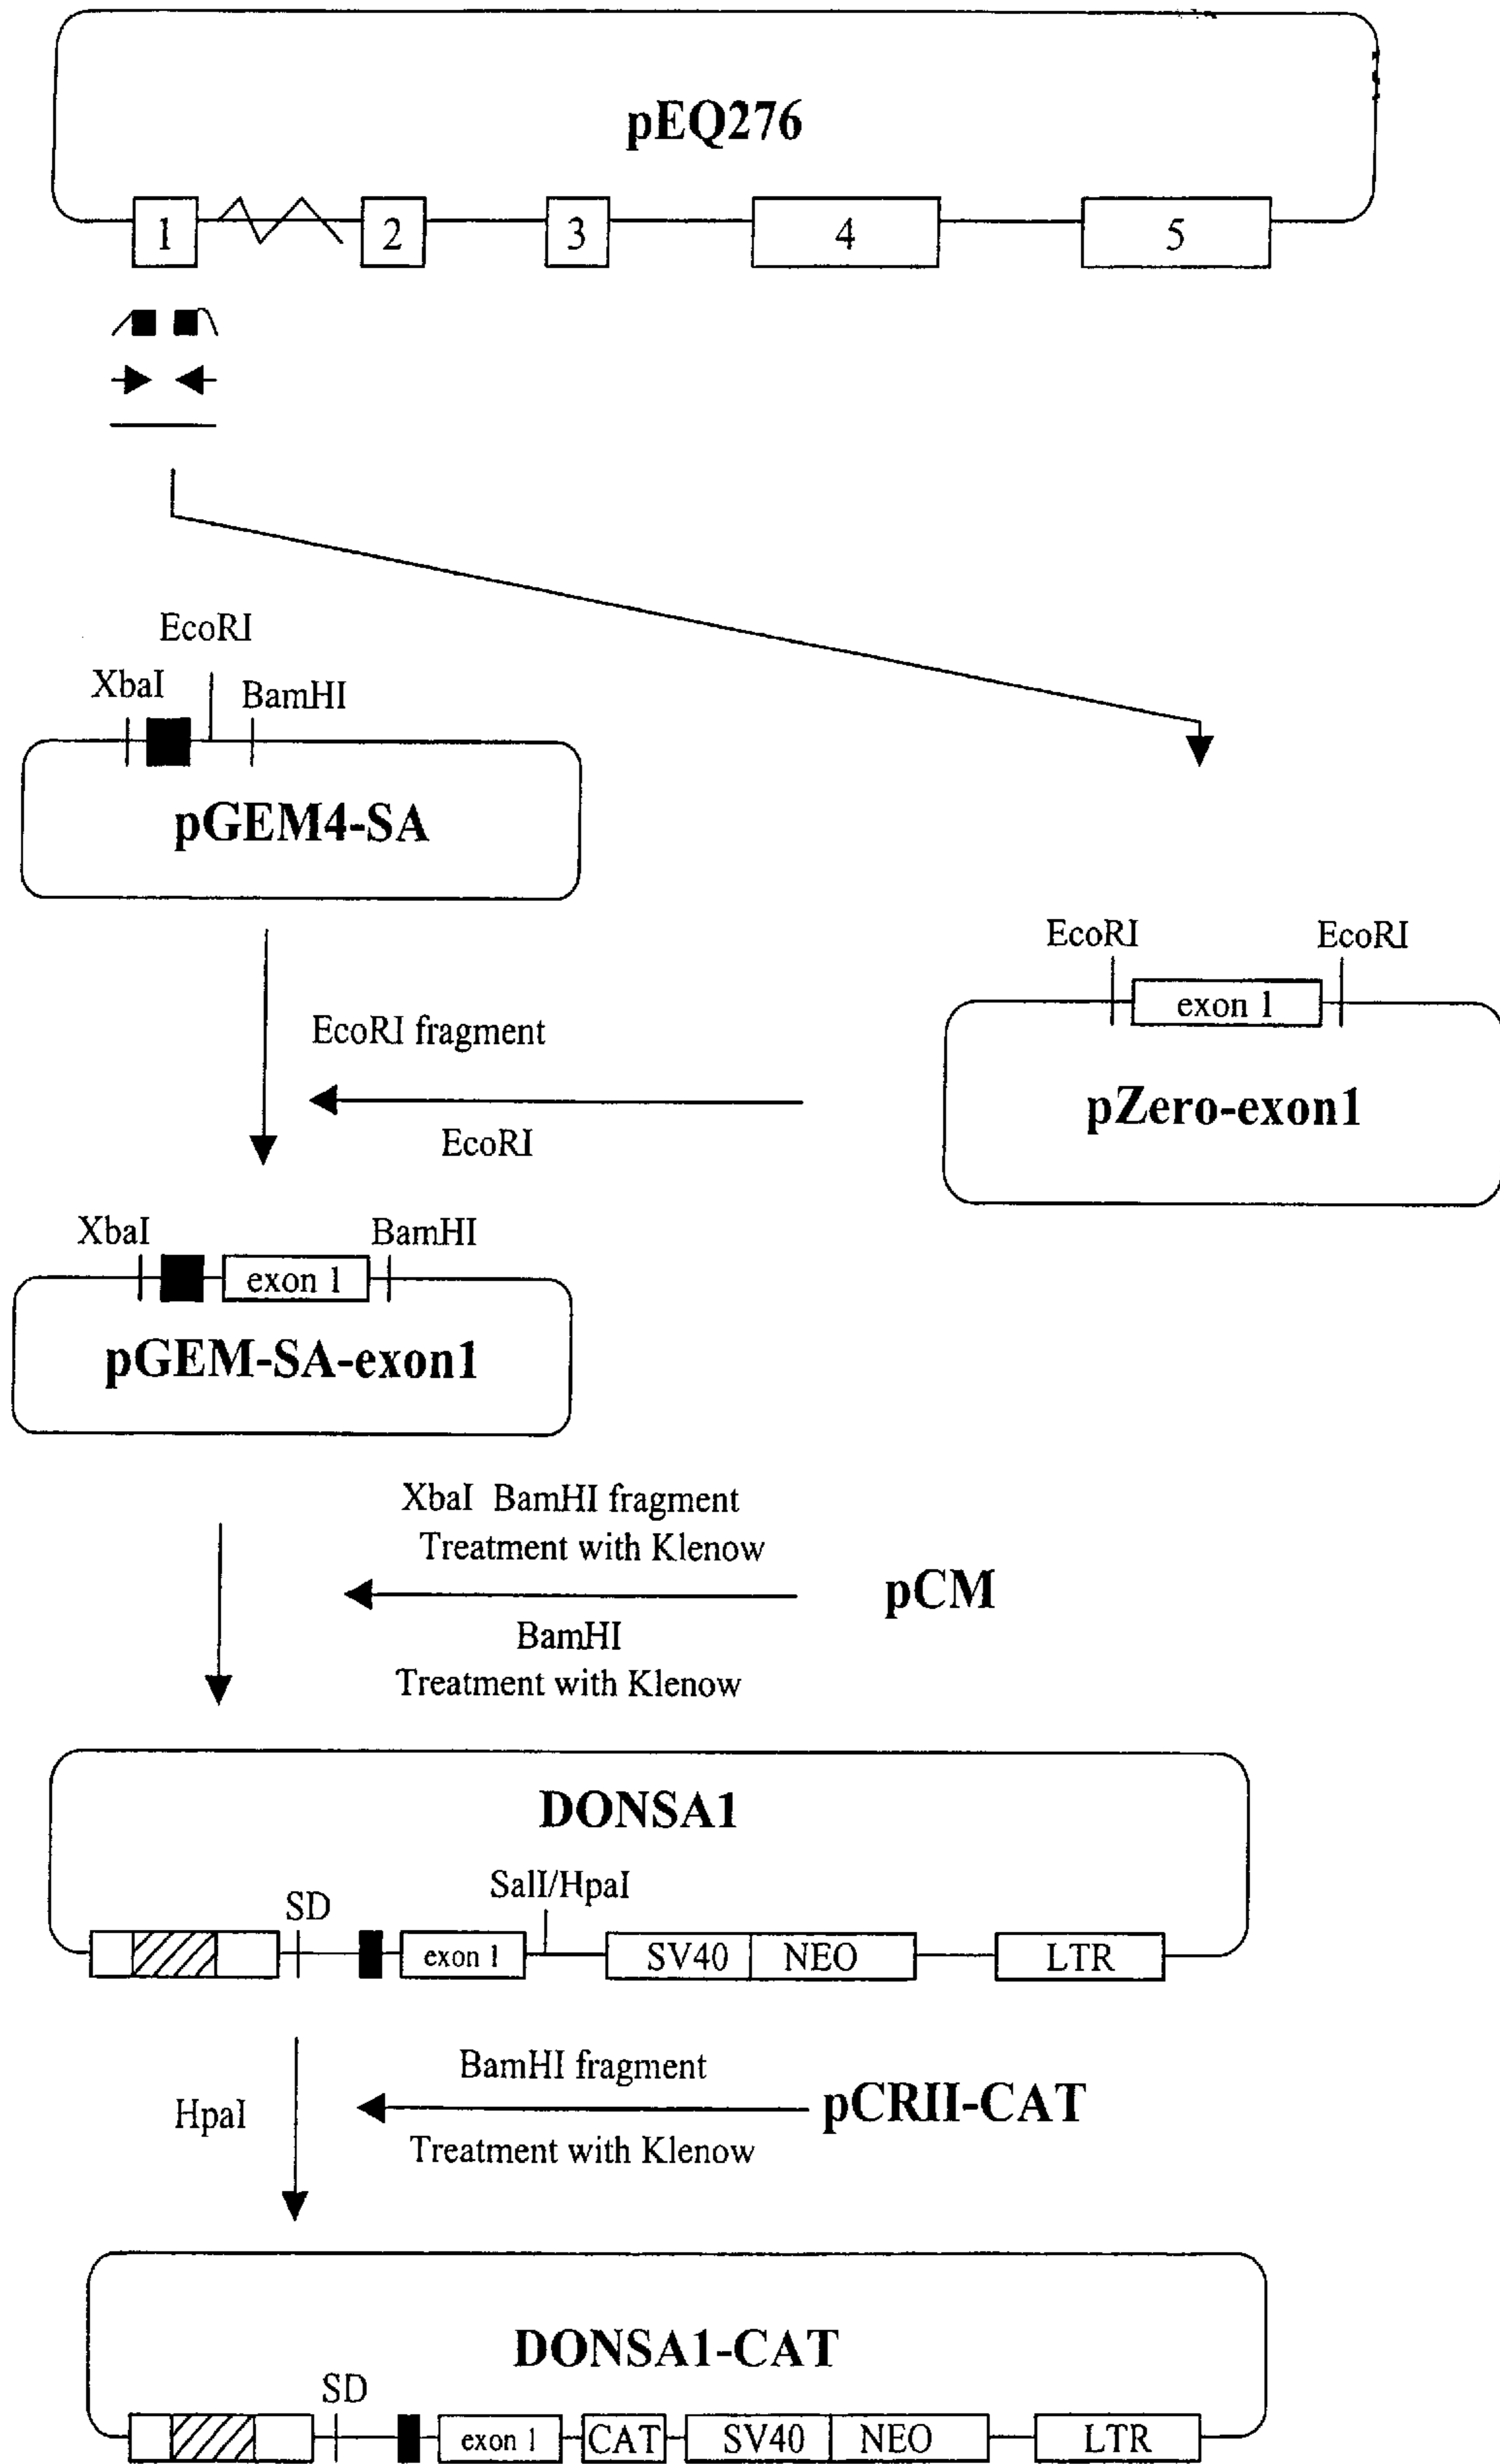 pEQ276
1
2
3
4
5
EcoRI
XbaI
BamHI
pGEM4-SA
EcoRI
EcoRI
exon 1
pZero-exon1
EcoRI fragment
EcoRI
XbaI
BamHI
exon 1
pGEM-SA-exon1
XbaI BamHI fragment
Treatment with Klenow
pCM
BamHI
Treatment with Klenow
DONSA1
SalI/HpaI
SD
exon 1
SV40
NEO
LTR
BamHI fragment
HpaI
pCRII-CAT
Treatment with Klenow
DONSA1-CAT
SD
exon 1
CAT
SV40
NEO
LTR